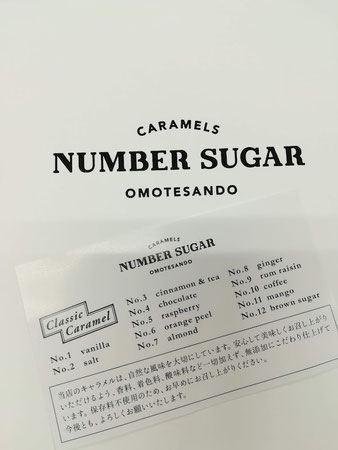 CARAMELS
NUMBER SUGAR
OMOTESANDO
CARAMELS
NUMBER SUGAR
OMOTESANDO
Classic
Caramel
No.1 vanilla
No.2 salt
No.3 cinnamon & tea
No.4 chocolate
No.5 raspberry
No.6 orange peel
No.7 almond
No.8 ginger
No.9 rum raisin
No.10 coffee
No.11 mango
No.12 brown sugar
当店のキャラメルは、自然な風味を大切にしています。安心して美味しくお召し上がり
いただけるよう、香料、着色料、酸味料など一切加えず、無添加にこだわり仕上げて
います。保存料不使用のため、お早めにお召し上がりください。
今後とも、よろしくお願いいたします。